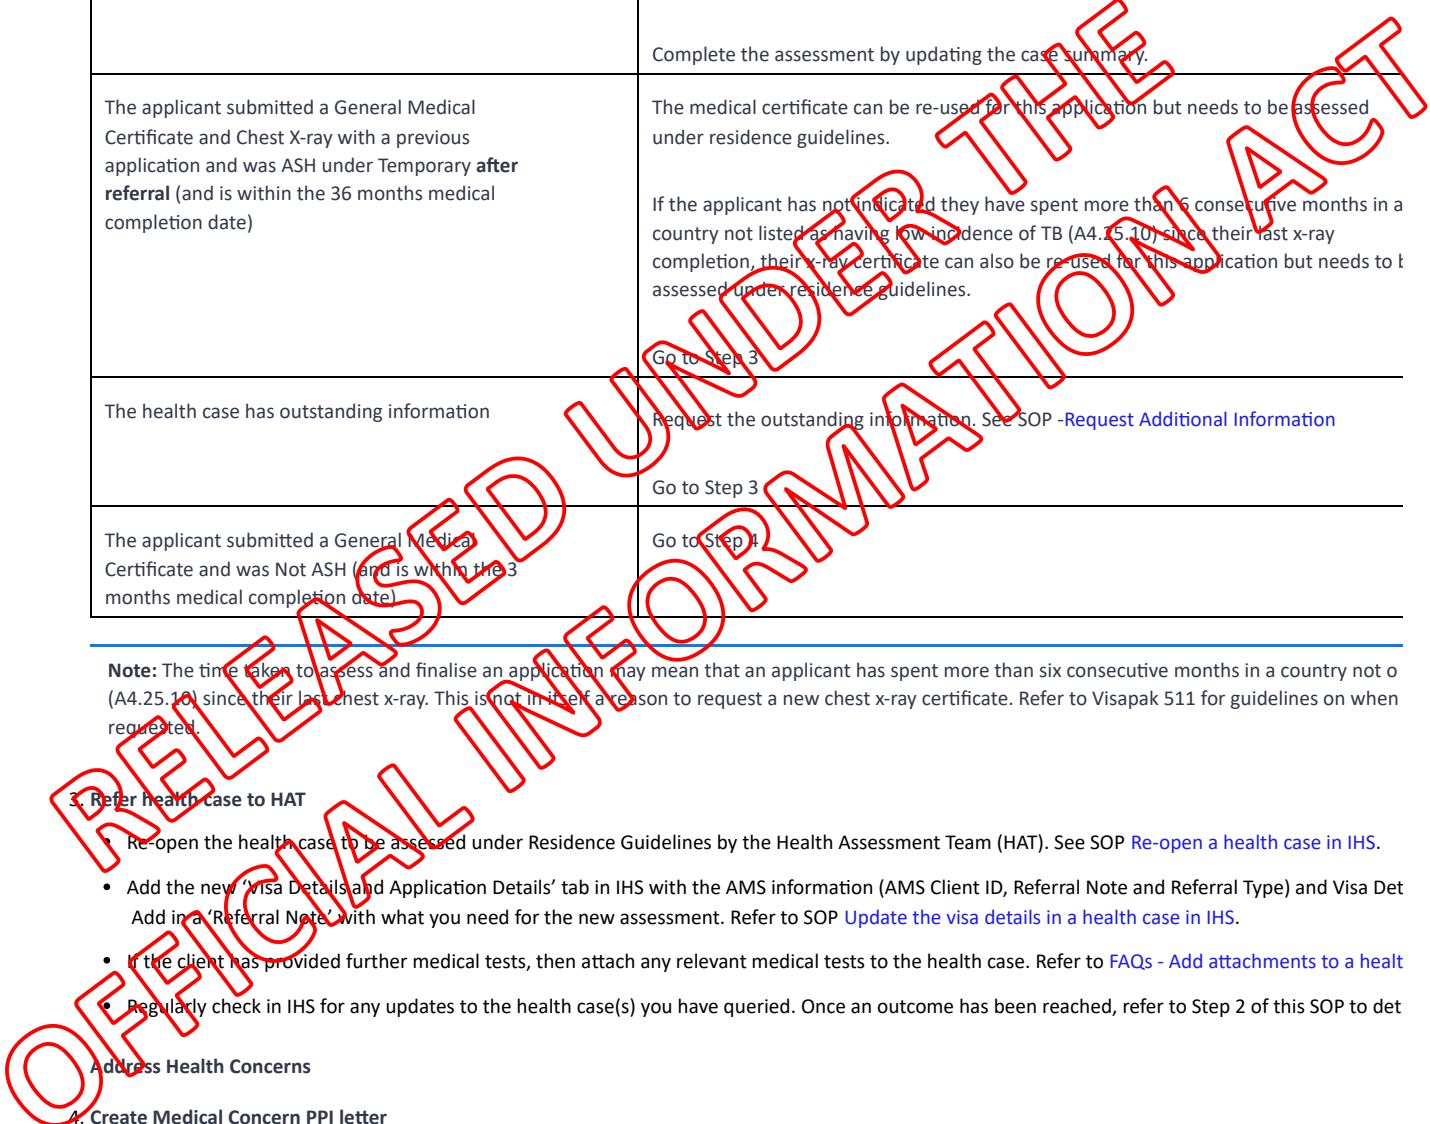 Complete the assessment by updating the case summary.
The applicant submitted a General Medical
Certificate and Chest X-ray with a previous
application and was ASH under Temporary after
referral (and is within the 36 months medical
completion date)
The medical certificate can be re-used for this application but needs to be assessed
under residence guidelines.
If the applicant has not indicated they have spent more than 6 consecutive months in a
country not listed as having low incidence of TB (A4.25.10) since their last x-ray
completion, their x-ray certificate can also be re-used for this application but needs to
assessed under residence guidelines.
Go to Step 3
The health case has outstanding information
Request the outstanding information. See SOP -Request Additional Information
Go to Step 3
The applicant submitted a General Medical
Certificate and was Not ASH (and is within the 3
months medical completion date)
Go to Step 4
Note: The time taken to assess and finalise an application may mean that an applicant has spent more than six consecutive months in a country not o
(A4.25.10) since their last chest x-ray. This is not in itself a reason to request a new chest x-ray certificate. Refer to Visapak 511 for guidelines on when
requested.
3. Refer health case to HAT
• Re-open the health case to be assessed under Residence Guidelines by the Health Assessment Team (HAT). See SOP Re-open a health case in IHS.
• Add the new 'Visa Details and Application Details' tab in IHS with the AMS information (AMS Client ID, Referral Note and Referral Type) and Visa Det
Add in a 'Referral Note' with what you need for the new assessment. Refer to SOP Update the visa details in a health case in IHS.
• If the client has provided further medical tests, then attach any relevant medical tests to the health case. Refer to FAQs - Add attachments to a healt
• Regularly check in IHS for any updates to the health case(s) you have queried. Once an outcome has been reached, refer to Step 2 of this SOP to det
Address Health Concerns
4. Create Medical Concern PPI letter
RELEASED UNDER THE
OFFICIAL INFORMATION ACT